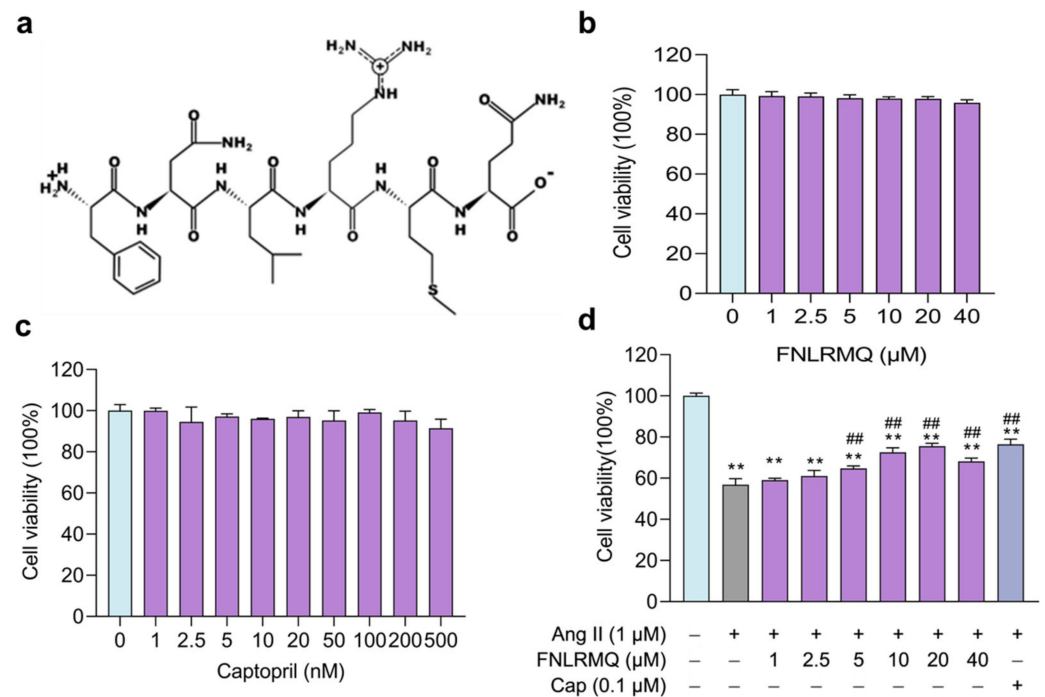 a
H₂N NH₂
+
NH
O NH₂
O NH₂
H O H O H O
+
H₂N N N O⁻
N O N O N O
H H H
S
b
120
100
80
60
40
20
0
Cell viability (100%)
0 1 2.5 5 10 20 40
FNLRMQ (µM)
c
120
100
80
60
40
20
0
Cell viability (100%)
0 1 2.5 5 10 20 50 100 200 500
Captopril (nM)
d
120
100
80
60
40
20
0
Cell viability(100%)
** ** ** ## ** ## ** ## ** ## ** ## **
Ang II (1 µM) – + + + + + + + +
FNLRMQ (µM) – – 1 2.5 5 10 20 40 –
Cap (0.1 µM) – – – – – – – – +